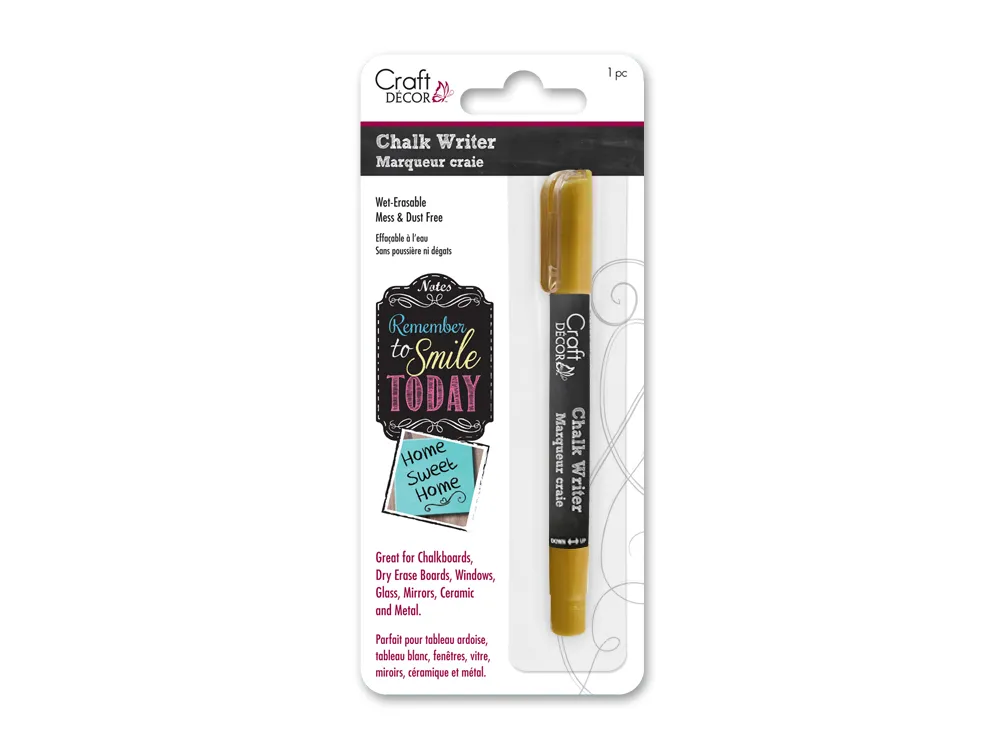 Craft
DÉCOR
1 pc
Chalk Writer
Marqueur craie
Wet-Erasable
Mess & Dust Free
Effaçable à l'eau
Sans poussière ni dégats
Notes
Remember
to Smile
TODAY
Home
Sweet
Home
Great for Chalkboards,
Dry Erase Boards, Windows,
Glass, Mirrors, Ceramic
and Metal.
Parfait pour tableau ardoise,
tableau blanc, fenêtres, vitre,
miroirs, céramique et métal.
Craft
DÉCOR
Chalk Writer
Marqueur craie
DOWN UP